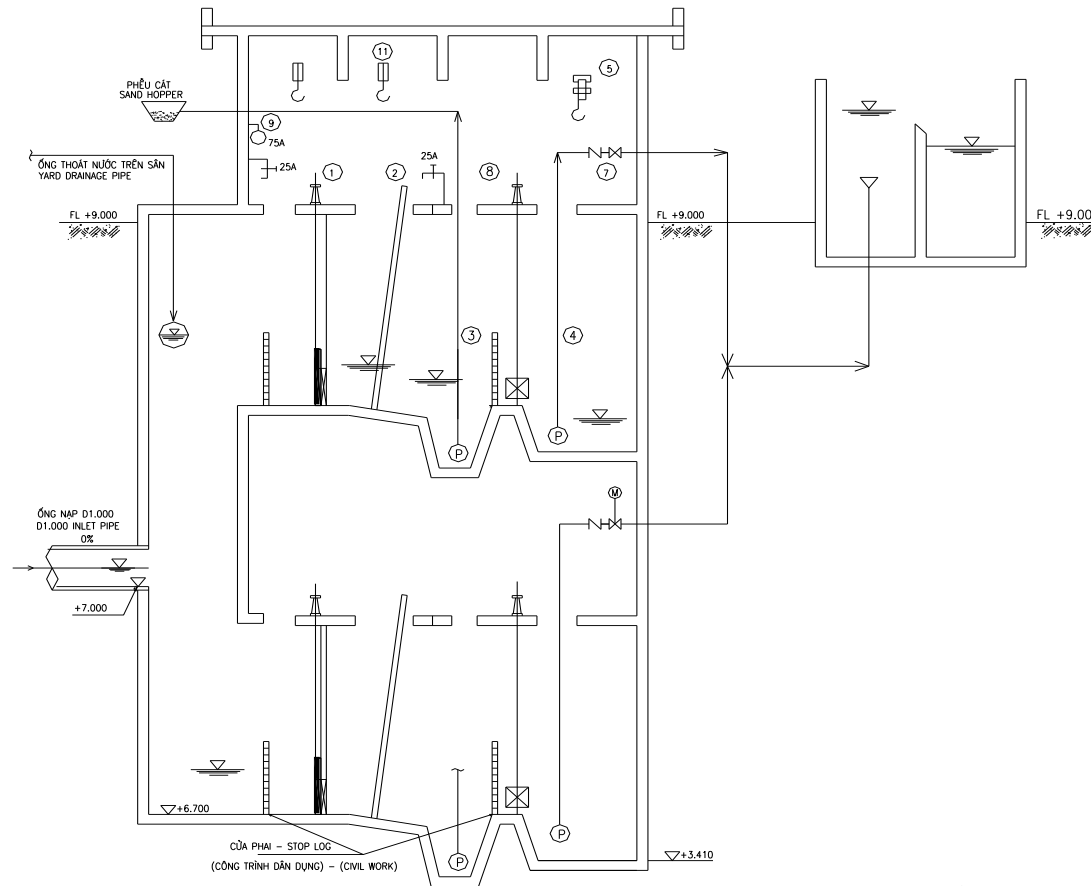 11
5
PHỄU CÁT
SAND HOPPER
9
75A
ỐNG THOÁT NƯỚC TRÊN SÂN
YARD DRAINAGE PIPE
25A
25A
1
2
8
7
FL +9.000
FL +9.000
FL +9.00
3
4
P
P
M
ỐNG NẠP D1.000
D1.000 INLET PIPE
0%
+7.000
+6.700
CỬA PHAI - STOP LOG
(CÔNG TRÌNH DÂN DỤNG) - (CIVIL WORK)
P
P
+3.410